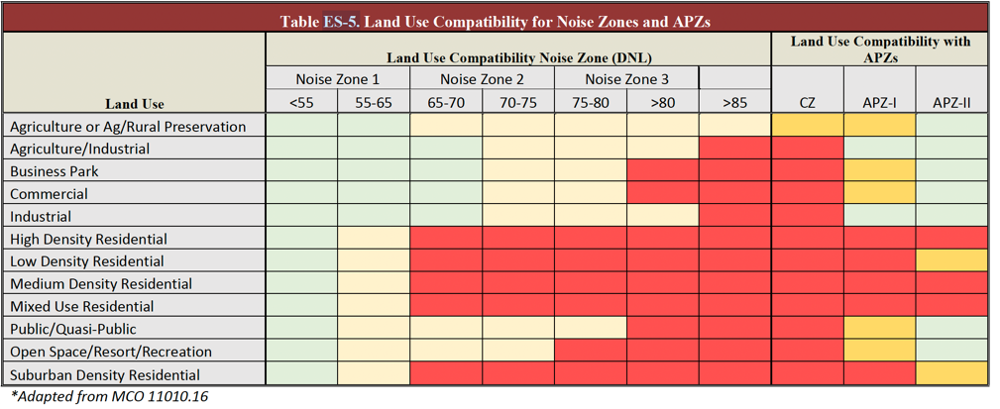 Table ES-5. Land Use Compatibility for Noise Zones and APZs
Land Use
Land Use Compatibility Noise Zone (DNL)
Land Use Compatibility with
APZs
Noise Zone 1 Noise Zone 2 Noise Zone 3
<55 55-65 65-70 70-75 75-80 >80 >85 CZ APZ-I APZ-II
Agriculture or Ag/Rural Preservation
Agriculture/Industrial
Business Park
Commercial
Industrial
High Density Residential
Low Density Residential
Medium Density Residential
Mixed Use Residential
Public/Quasi-Public
Open Space/Resort/Recreation
Suburban Density Residential
*Adapted from MCO 11010.16